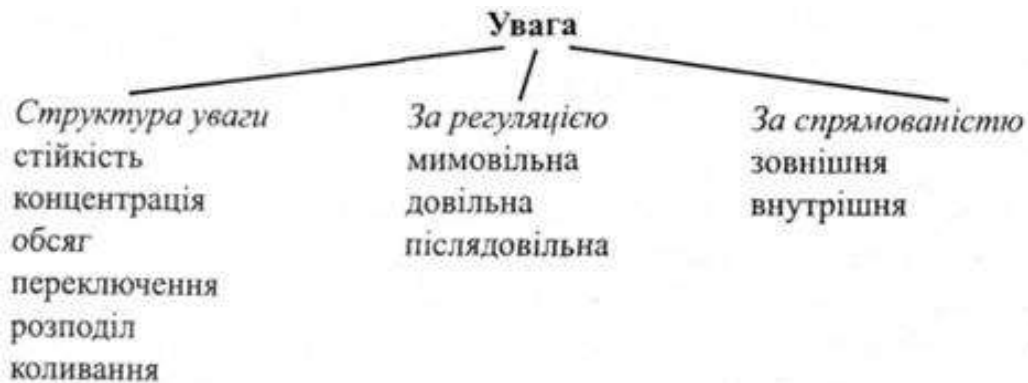 Увага
Структура уваги
стійкість
концентрація
обсяг
переключення
розподіл
коливання
За регуляцією
мимовільна
довільна
післядовільна
За спрямованістю
зовнішня
внутрішня